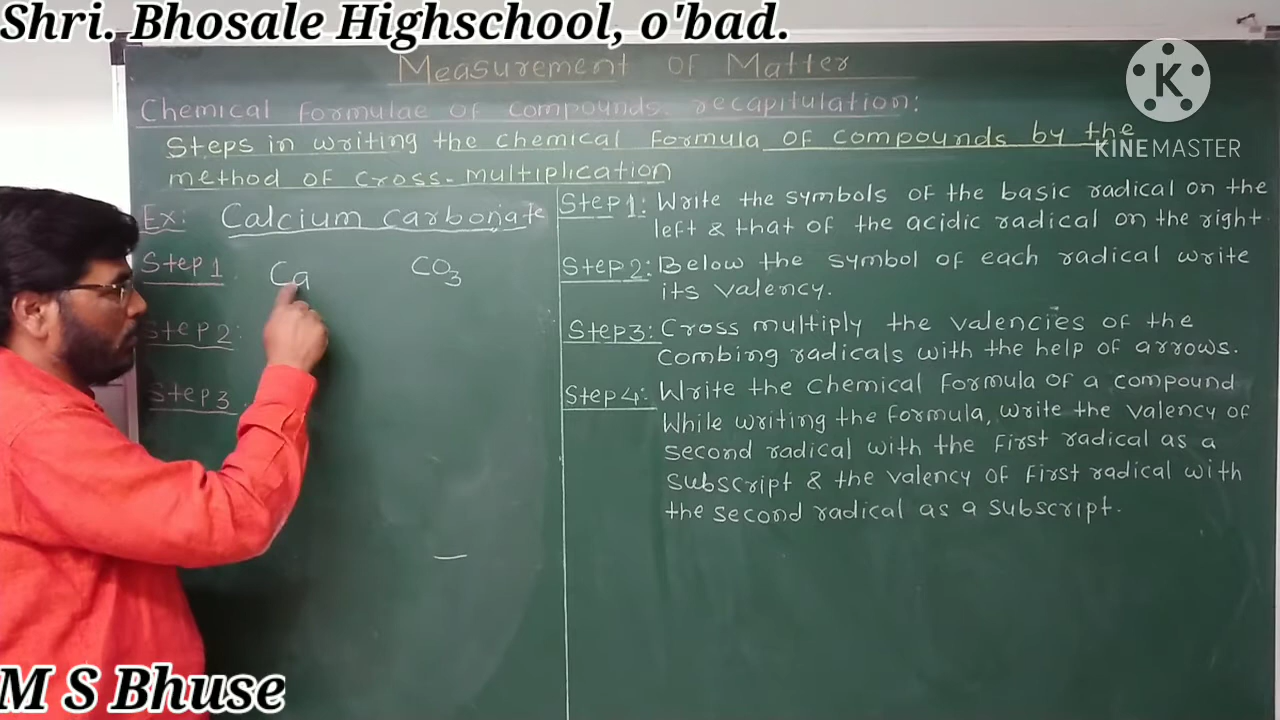 Shri. Bhosale Highschool, o'bad.
K
KINEMASTER
Measurement of Matter
Chemical formulae of compounds. recapitulation:
Steps in writing the chemical formula of compounds by the
method of cross-multiplication
Ex: Calcium carbonate
Step 1 Ca CO3
Step 2:
Step 3
Step 1: Write the symbols of the basic radical on the
left & that of the acidic radical on the right
Step 2: Below the symbol of each radical write
its valency.
Step 3: Cross multiply the valencies of the
combing radicals with the help of arrows.
Step 4: Write the chemical formula of a compound
While writing the formula, write the valency of
second radical with the first radical as a
subscript & the valency of first radical with
the second radical as a subscript.
M S Bhuse